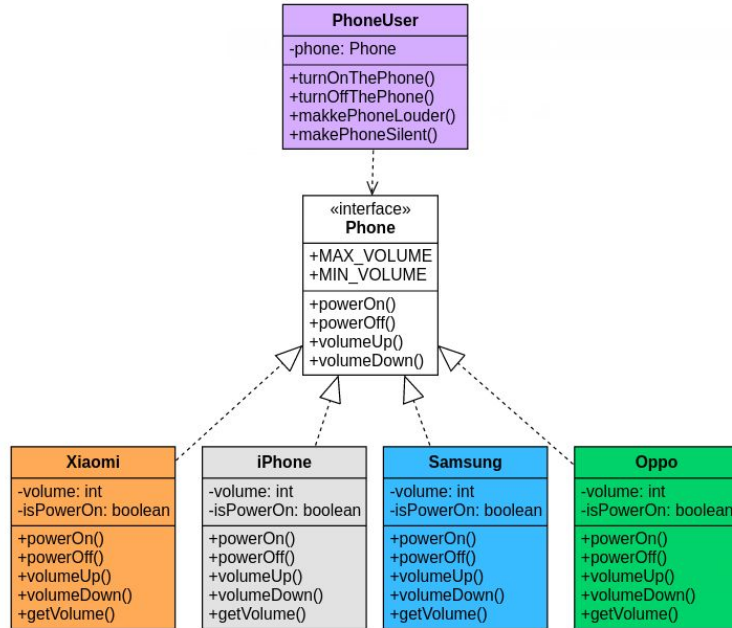 PhoneUser
-phone: Phone
+turnOnThePhone()
+turnOffThePhone()
+makkePhoneLouder()
+makePhoneSilent()
«interface»
Phone
+MAX_VOLUME
+MIN_VOLUME
+powerOn()
+powerOff()
+volumeUp()
+volumeDown()
Xiaomi
-volume: int
-isPowerOn: boolean
+powerOn()
+powerOff()
+volumeUp()
+volumeDown()
+getVolume()
iPhone
-volume: int
-isPowerOn: boolean
+powerOn()
+powerOff()
+volumeUp()
+volumeDown()
+getVolume()
Samsung
-volume: int
-isPowerOn: boolean
+powerOn()
+powerOff()
+volumeUp()
+volumeDown()
+getVolume()
Oppo
-volume: int
-isPowerOn: boolean
+powerOn()
+powerOff()
+volumeUp()
+volumeDown()
+getVolume()